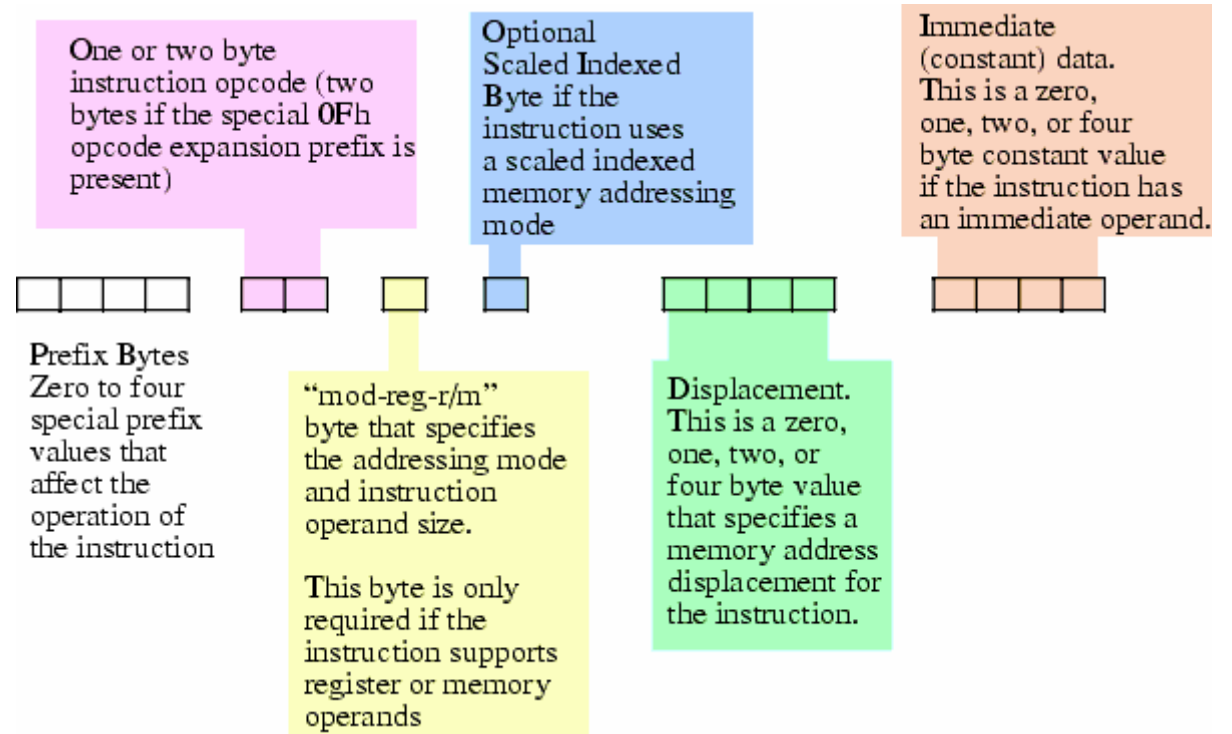 One or two byte
instruction opcode (two
bytes if the special 0Fh
opcode expansion prefix is
present)
Optional
Scaled Indexed
Byte if the
instruction uses
a scaled indexed
memory addressing
mode
Immediate
(constant) data.
This is a zero,
one, two, or four
byte constant value
if the instruction has
an immediate operand.
Prefix Bytes
Zero to four
special prefix
values that
affect the
operation of
the instruction
“mod-reg-r/m”
byte that specifies
the addressing mode
and instruction
operand size.
This byte is only
required if the
instruction supports
register or memory
operands
Displacement.
This is a zero,
one, two, or
four byte value
that specifies a
memory address
displacement for
the instruction.